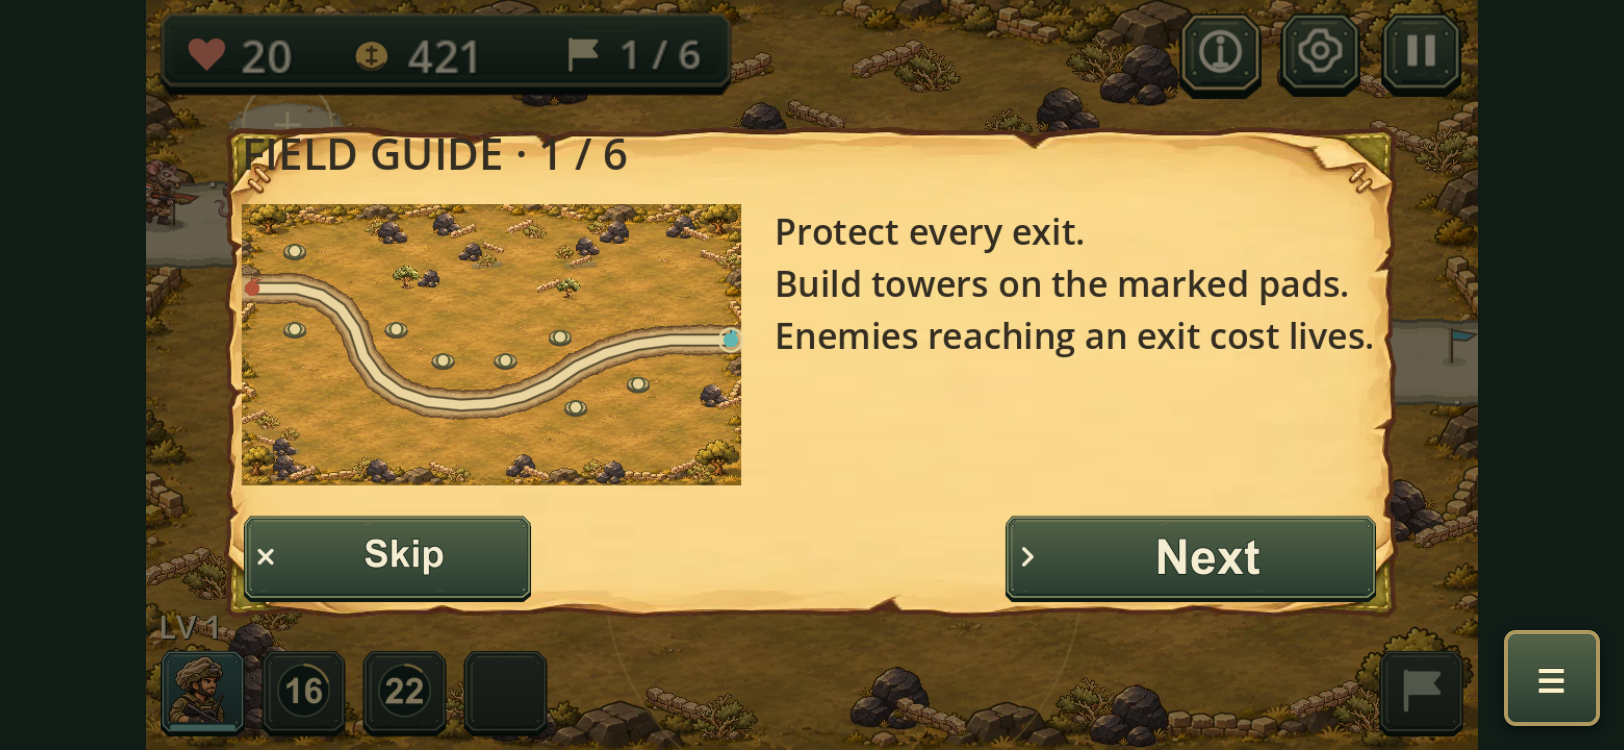 20 421 1 / 6
FIELD GUIDE · 1 / 6
Protect every exit.
Build towers on the marked pads.
Enemies reaching an exit cost lives.
Skip
Next
LV 1
16 22